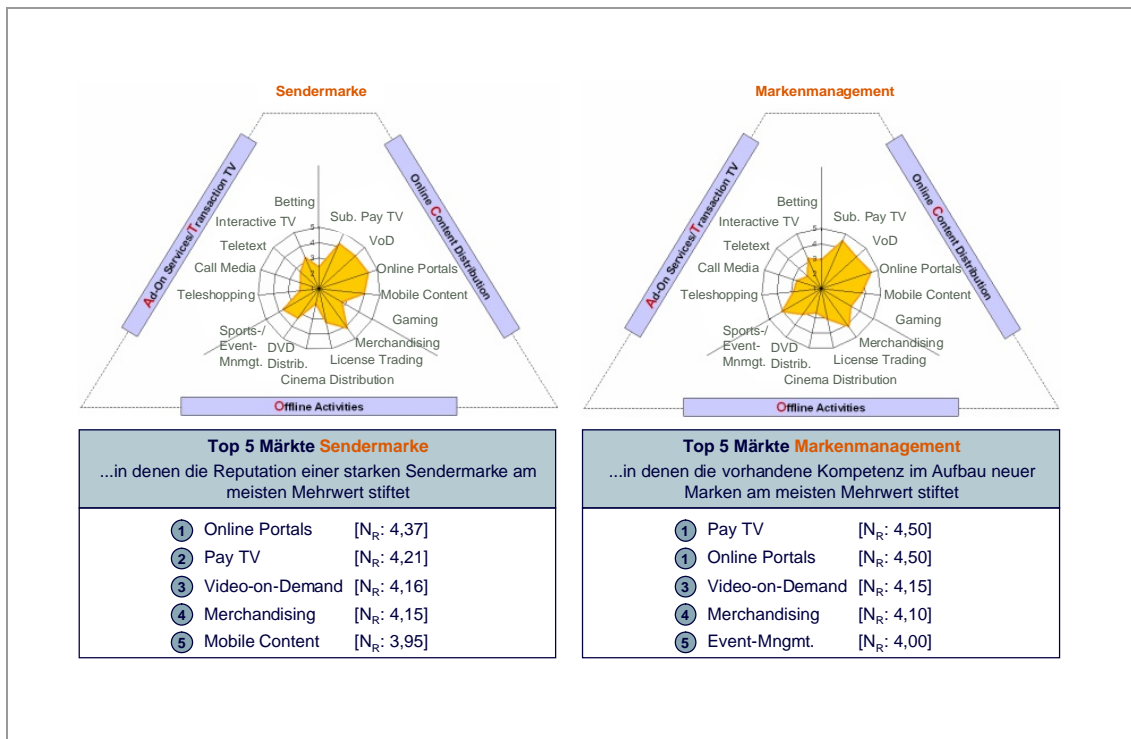 Sendermarke
Ad-On Services/Transaction TV
Online Content Distribution
Betting
Interactive TV
Sub. Pay TV
Teletext
VoD
Call Media
Online Portals
Teleshopping
Mobile Content
Gaming
Sports-/
Event-
Mnmgt.
DVD
Distrib.
Merchandising
License Trading
Cinema Distribution
5
4
3
2
Offline Activities
Top 5 Märkte Sendermarke
...in denen die Reputation einer starken Sendermarke am
meisten Mehrwert stiftet
1 Online Portals [NR: 4,37]
2 Pay TV [NR: 4,21]
3 Video-on-Demand [NR: 4,16]
4 Merchandising [NR: 4,15]
5 Mobile Content [NR: 3,95]
Markenmanagement
Ad-On Services/Transaction TV
Online Content Distribution
Betting
Interactive TV
Sub. Pay TV
Teletext
VoD
Call Media
Online Portals
Teleshopping
Mobile Content
Gaming
Sports-/
Event-
Mnmgt.
DVD
Distrib.
Merchandising
License Trading
Cinema Distribution
5
4
3
2
Offline Activities
Top 5 Märkte Markenmanagement
...in denen die vorhandene Kompetenz im Aufbau neuer
Marken am meisten Mehrwert stiftet
1 Pay TV [NR: 4,50]
1 Online Portals [NR: 4,50]
3 Video-on-Demand [NR: 4,15]
4 Merchandising [NR: 4,10]
5 Event-Mngmt. [NR: 4,00]